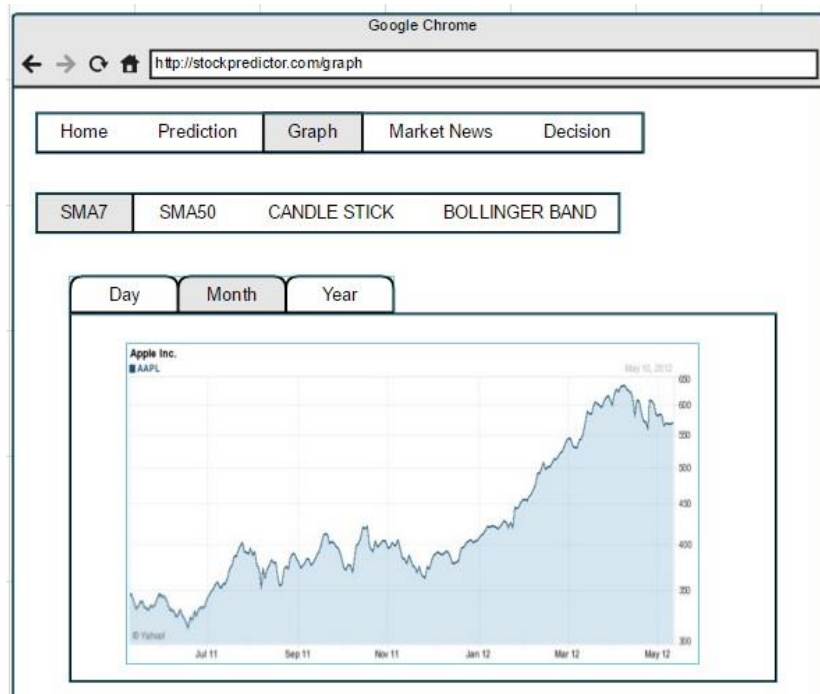 Google Chrome
http://stockpredictor.com/graph
Home Prediction Graph Market News Decision
SMA7 SMA50 CANDLE STICK BOLLINGER BAND
Day Month Year
Apple Inc.
AAPL May 10, 2012
650
600
550
500
450
400
350
300
© Yahoo!
Jul 11 Sep 11 Nov 11 Jan 12 Mar 12 May 12